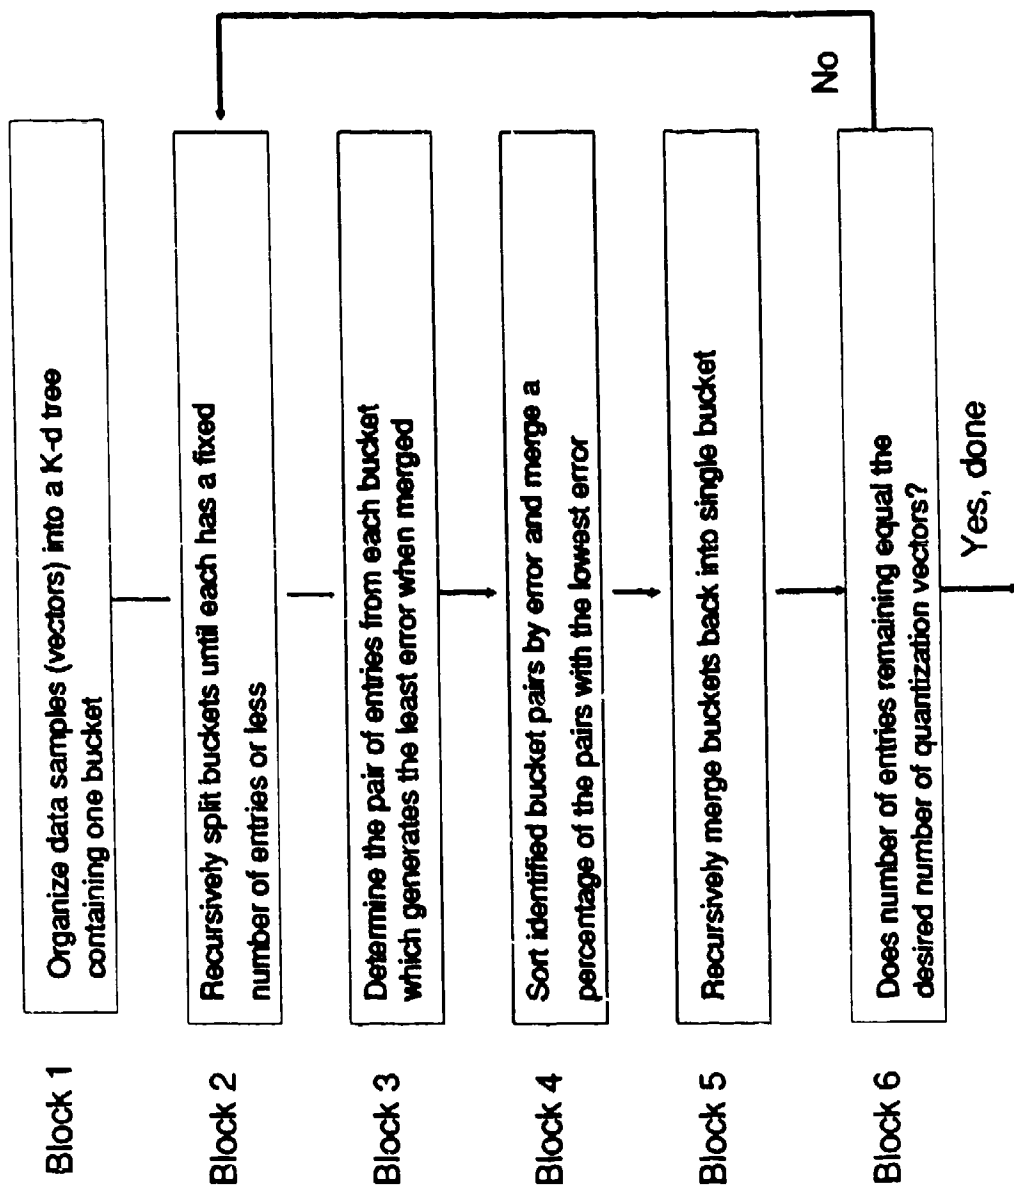 Block 1
Organize data samples (vectors) into a K-d tree
containing one bucket
Block 2
Recursively split buckets until each has a fixed
number of entries or less
Block 3
Determine the pair of entries from each bucket
which generates the least error when merged
Block 4
Sort identified bucket pairs by error and merge a
percentage of the pairs with the lowest error
Block 5
Recursively merge buckets back into single bucket
Block 6
Does number of entries remaining equal the
desired number of quantization vectors?
No
Yes, done